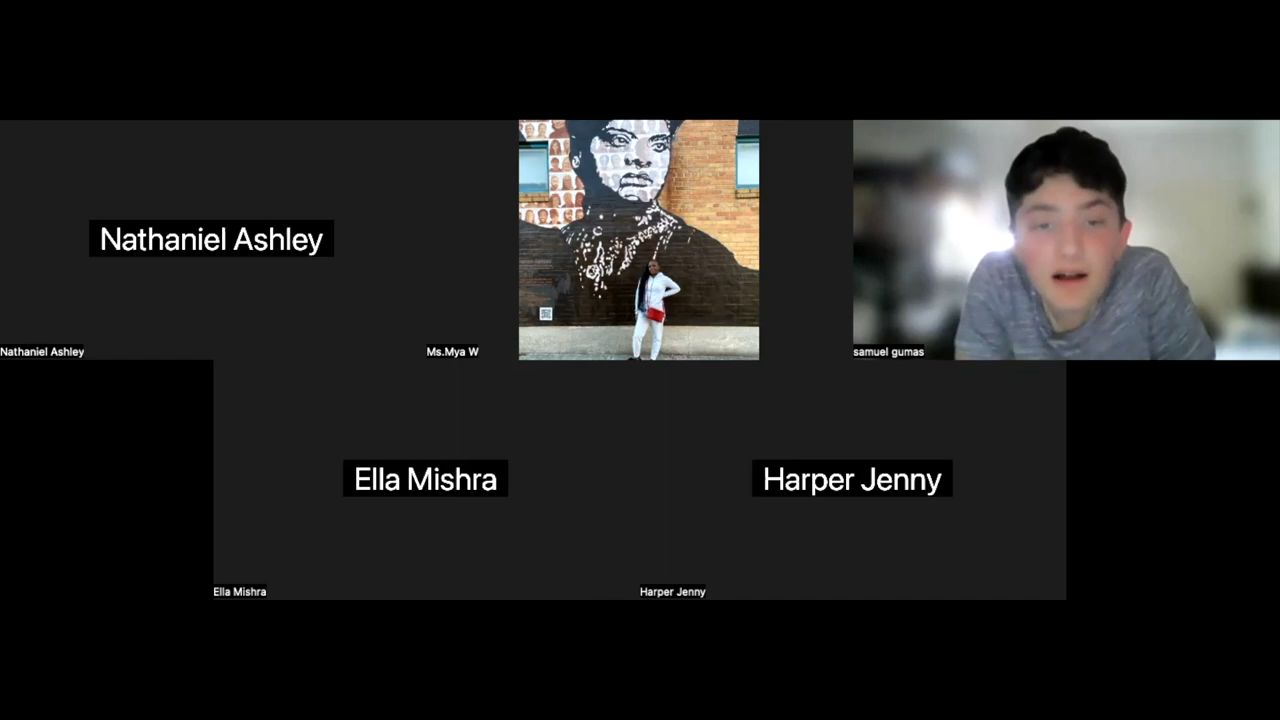 Nathaniel Ashley
Nathaniel Ashley
Ms.Mya W
samuel gumas
Ella Mishra
Harper Jenny
Ella Mishra
Harper Jenny